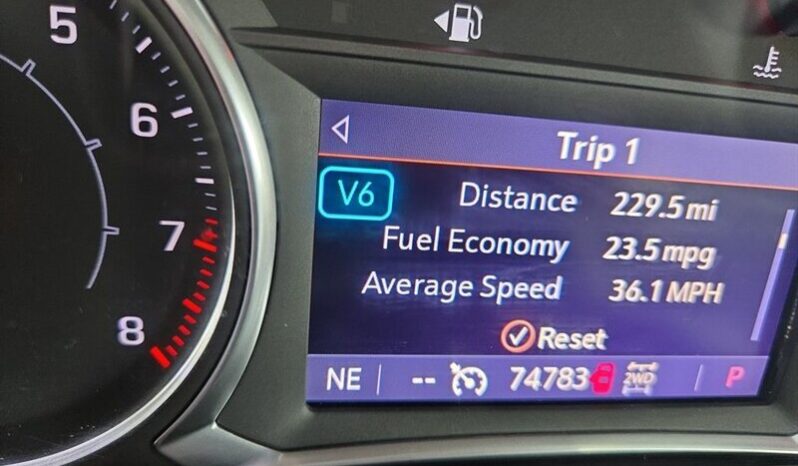 5
6
7
8
Trip 1
V6
Distance 229.5 mi
Fuel Economy 23.5 mpg
Average Speed 36.1 MPH
Reset
NE -- 74783 2WD P